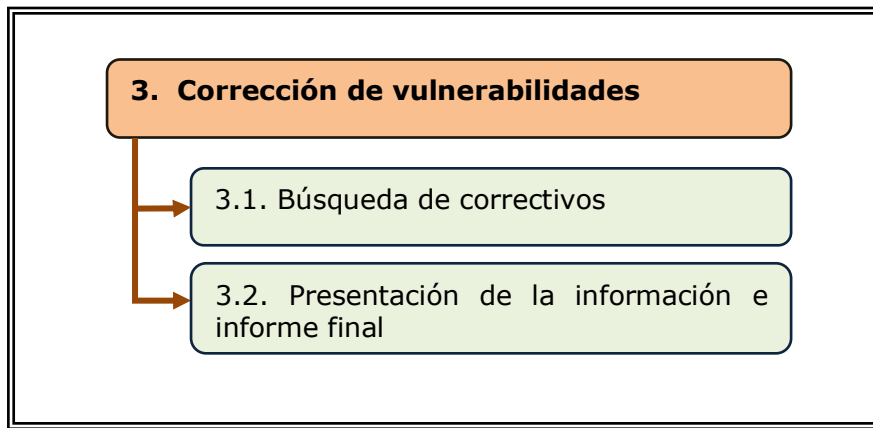 3. Corrección de vulnerabilidades
3.1. Búsqueda de correctivos
3.2. Presentación de la información e
informe final